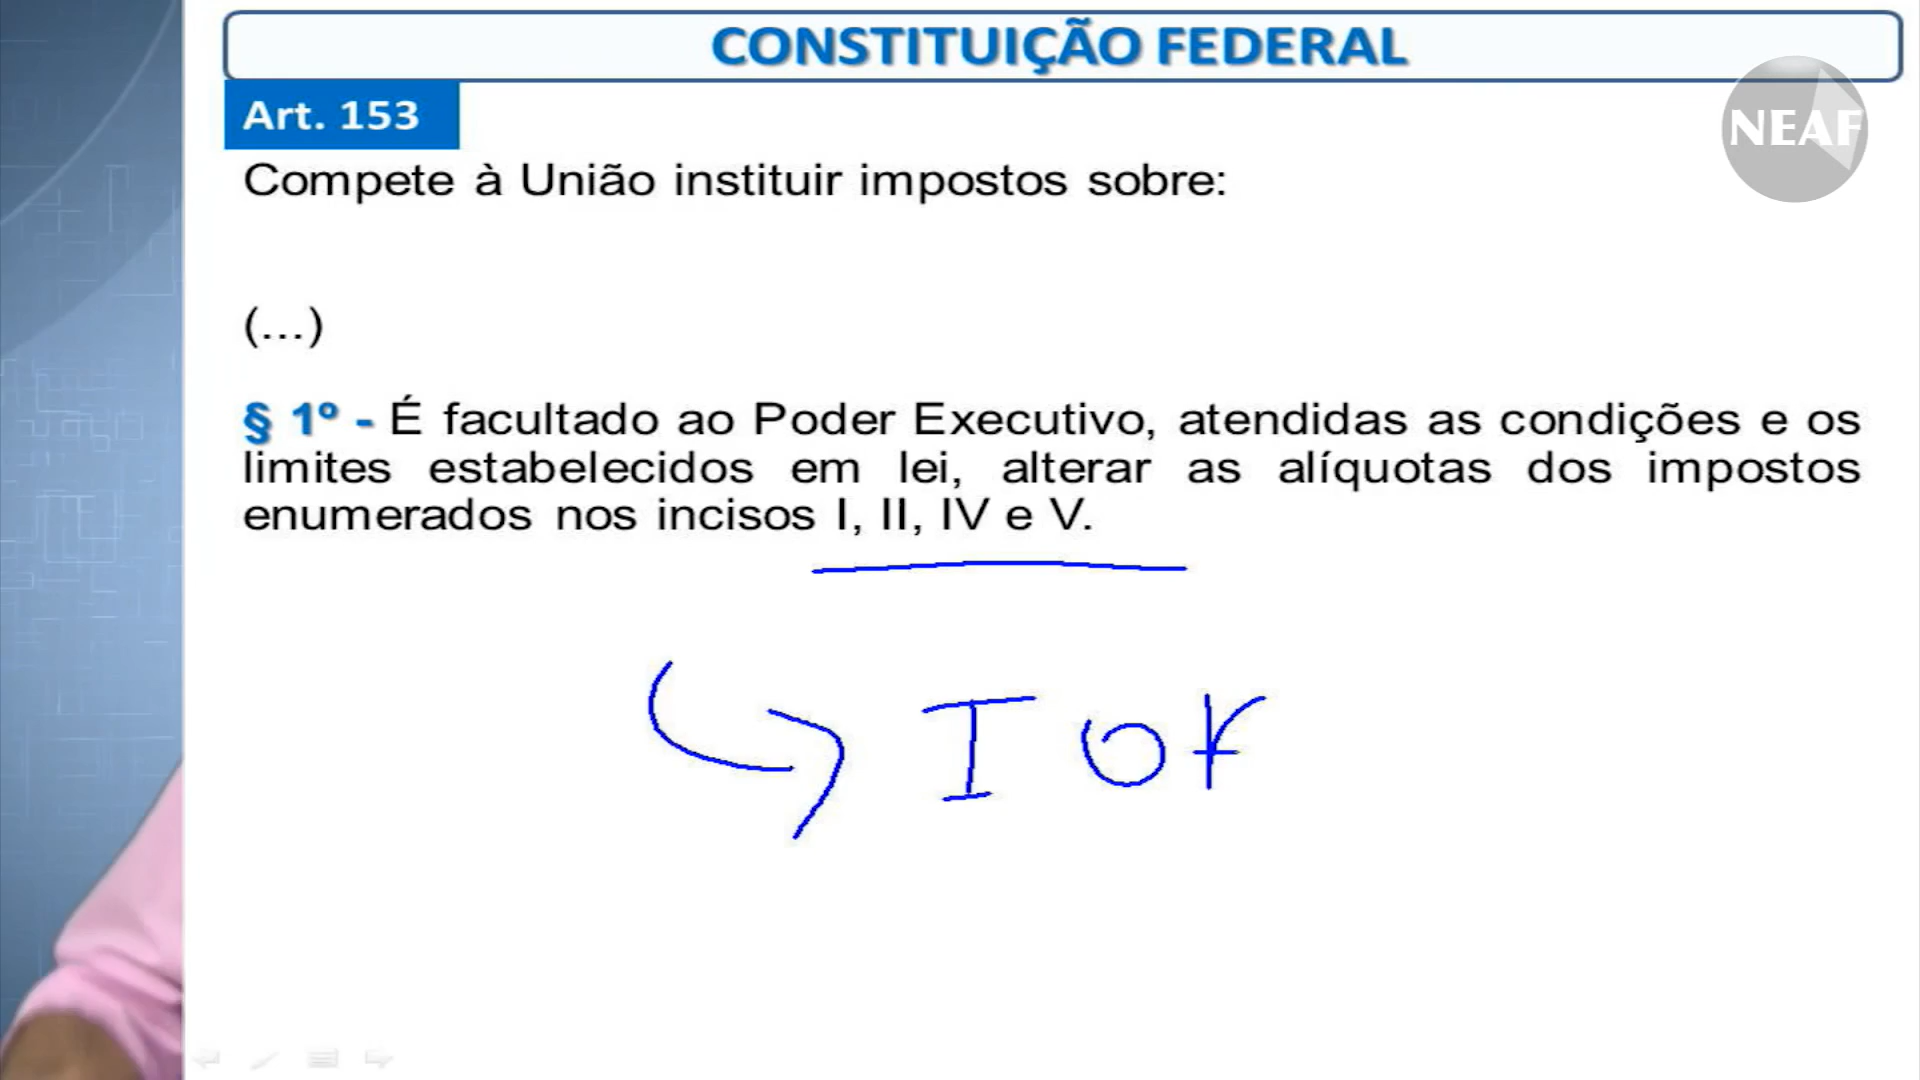 CONSTITUIÇÃO FEDERAL
Art. 153
NEAF
Compete à União instituir impostos sobre:
(...)
§ 1º - É facultado ao Poder Executivo, atendidas as condições e os
limites estabelecidos em lei, alterar as alíquotas dos impostos
enumerados nos incisos I, II, IV e V.